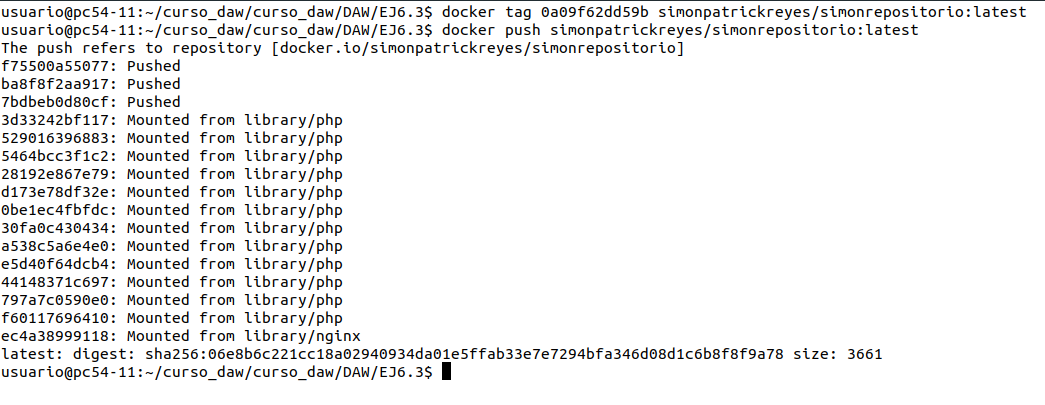 usuario@pc54-11:~/curso_daw/curso_daw/DAW/EJ6.3$ docker tag 0a09f62dd59b simonpatrickreyes/simonrepositorio:latest
usuario@pc54-11:~/curso_daw/curso_daw/DAW/EJ6.3$ docker push simonpatrickreyes/simonrepositorio:latest
The push refers to repository [docker.io/simonpatrickreyes/simonrepositorio]
f75500a55077: Pushed
ba8f8f2aa917: Pushed
7bdbeb0d80cf: Pushed
3d33242bf117: Mounted from library/php
529016396883: Mounted from library/php
5464bcc3f1c2: Mounted from library/php
28192e867e79: Mounted from library/php
d173e78df32e: Mounted from library/php
0be1ec4fbfdc: Mounted from library/php
30fa0c430434: Mounted from library/php
a538c5a6e4e0: Mounted from library/php
e5d40f64dcb4: Mounted from library/php
44148371c697: Mounted from library/php
797a7c0590e0: Mounted from library/php
f60117696410: Mounted from library/php
ec4a38999118: Mounted from library/nginx
latest: digest: sha256:06e8b6c221cc18a02940934da01e5ffab33e7e7294bfa346d08d1c6b8f8f9a78 size: 3661
usuario@pc54-11:~/curso_daw/curso_daw/DAW/EJ6.3$